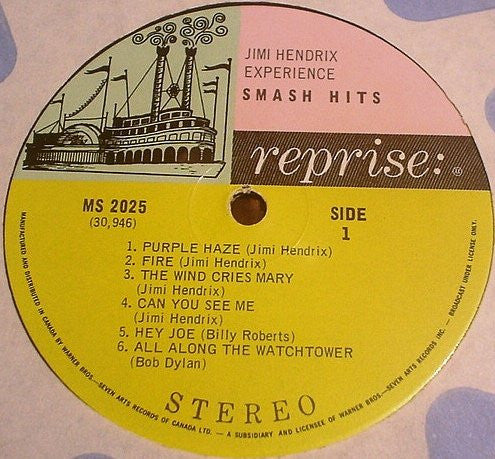 JIMI HENDRIX
EXPERIENCE
SMASH HITS
reprise:
MS 2025
(30,946)
SIDE
1
1. PURPLE HAZE (Jimi Hendrix)
2. FIRE (Jimi Hendrix)
3. THE WIND CRIES MARY
(Jimi Hendrix)
4. CAN YOU SEE ME
(Jimi Hendrix)
5. HEY JOE (Billy Roberts)
6. ALL ALONG THE WATCHTOWER
(Bob Dylan)
STEREO
MANUFACTURED AND DISTRIBUTED IN CANADA BY WARNER BROS.—SEVEN ARTS RECORDS OF CANADA LTD. — A SUBSIDIARY AND LICENSEE OF WARNER BROS.—SEVEN ARTS RECORDS INC. — BROADCAST UNDER LICENSE ONLY.